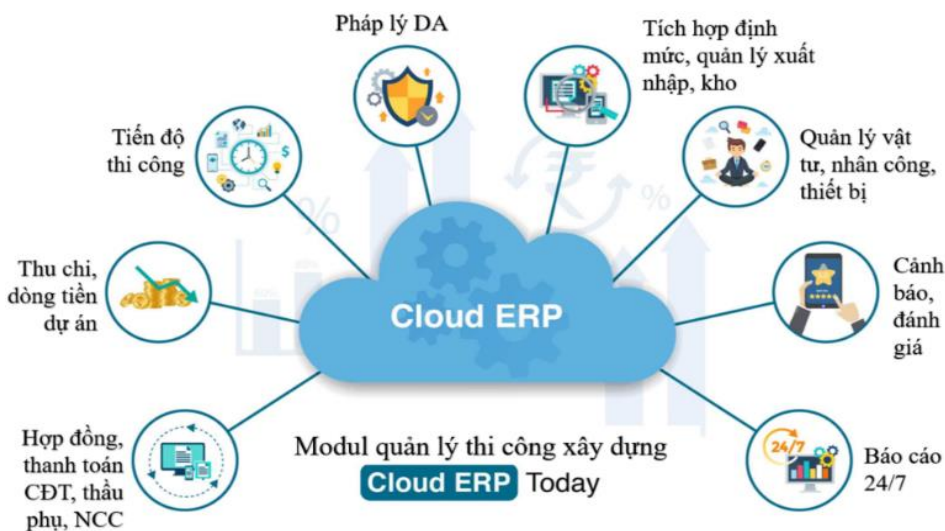 Pháp lý DA
Tích hợp định
mức, quản lý xuất
nhập, kho
Tiến độ
thi công
Quản lý vật
tư, nhân công,
thiết bị
%
%
$
Thu chi,
dòng tiền
dự án
Cloud ERP
Cảnh
báo,
đánh
giá
Hợp đồng,
thanh toán
CĐT, thầu
phụ, NCC
Modul quản lý thi công xây dựng
Cloud ERP Today
24/7
Báo cáo
24/7